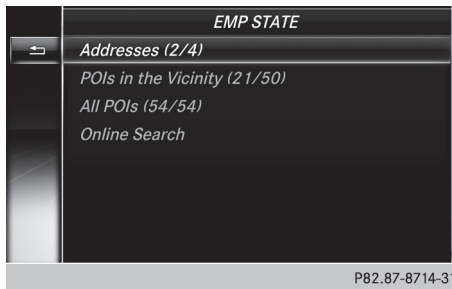 EMP STATE
Addresses (2/4)
POIs in the Vicinity (21/50)
All POIs (54/54)
Online Search
P82.87-8714-31